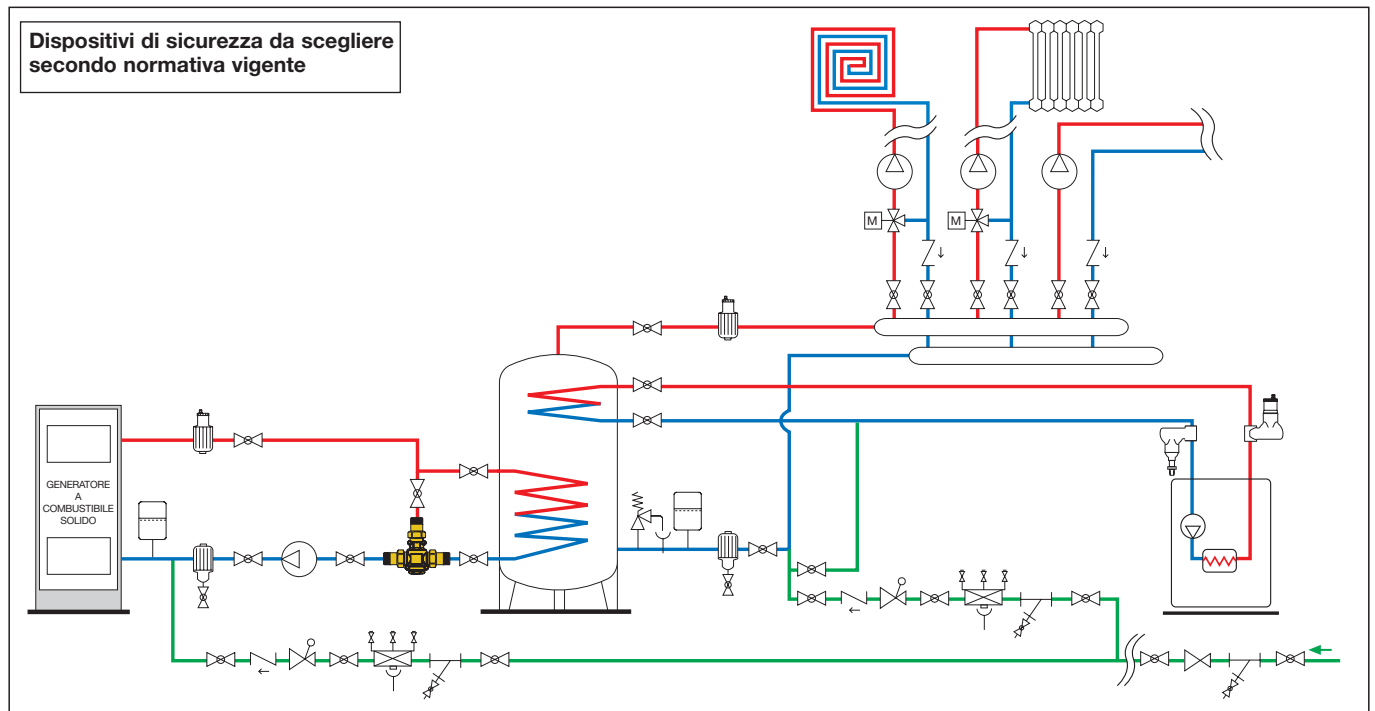 Dispositivi di sicurezza da scegliere
secondo normativa vigente
M
M
GENERATORE
A
COMBUSTIBILE
SOLIDO